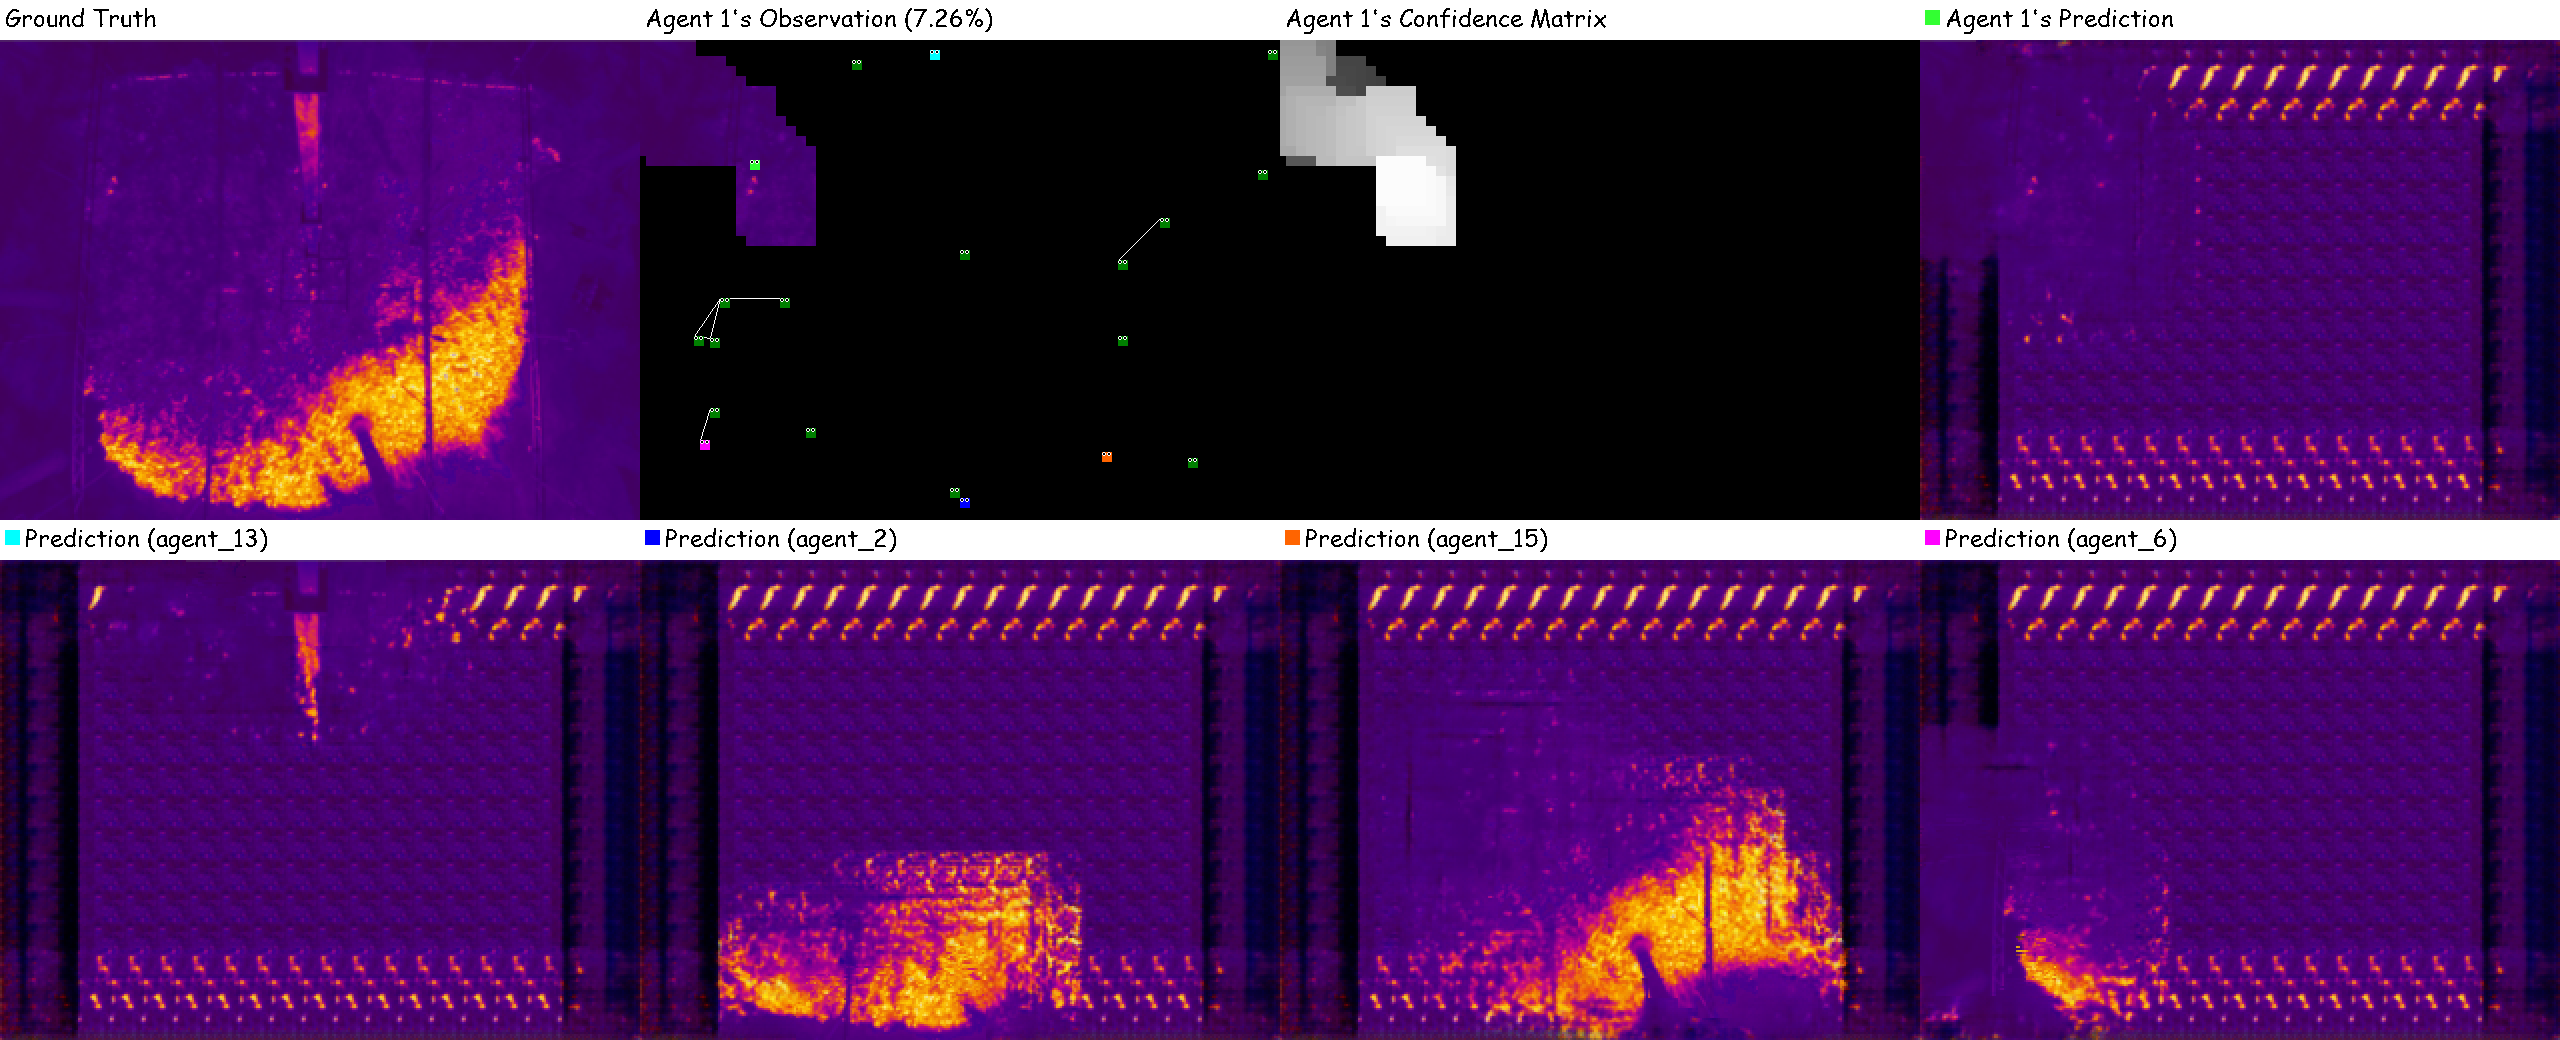 Ground Truth
Agent 1's Observation (7.26%)
Agent 1's Confidence Matrix
Agent 1's Prediction
Prediction (agent_13)
Prediction (agent_2)
Prediction (agent_15)
Prediction (agent_6)